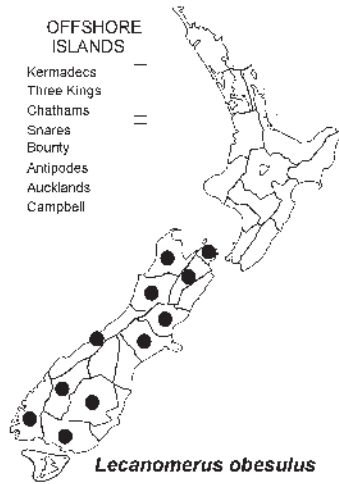 OFFSHORE
ISLANDS
Kermadecs
Three Kings
Chathams
Snares
Bounty
Antipodes
Aucklands
Campbell
Lecanomerus obesulus